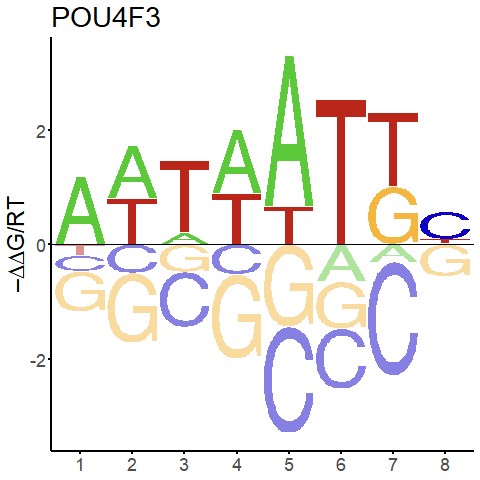 POU4F3
−ΔΔG/RT
2
0
-2
A A T A A T T C
T T A T T G T
T C G C G A A G
C G C G C G C
G C
1 2 3 4 5 6 7 8